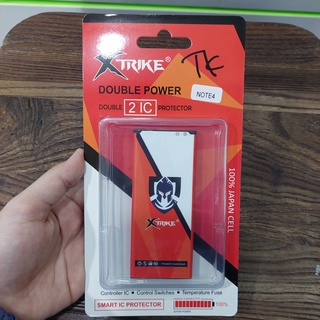 XTRIKE®
TK
DOUBLE POWER
NOTE4
DOUBLE 2 IC PROTECTOR
100% JAPAN CELL
XTRIKE
Controller IC • Control Switches • Temperature Fuse
SMART IC PROTECTOR
100%